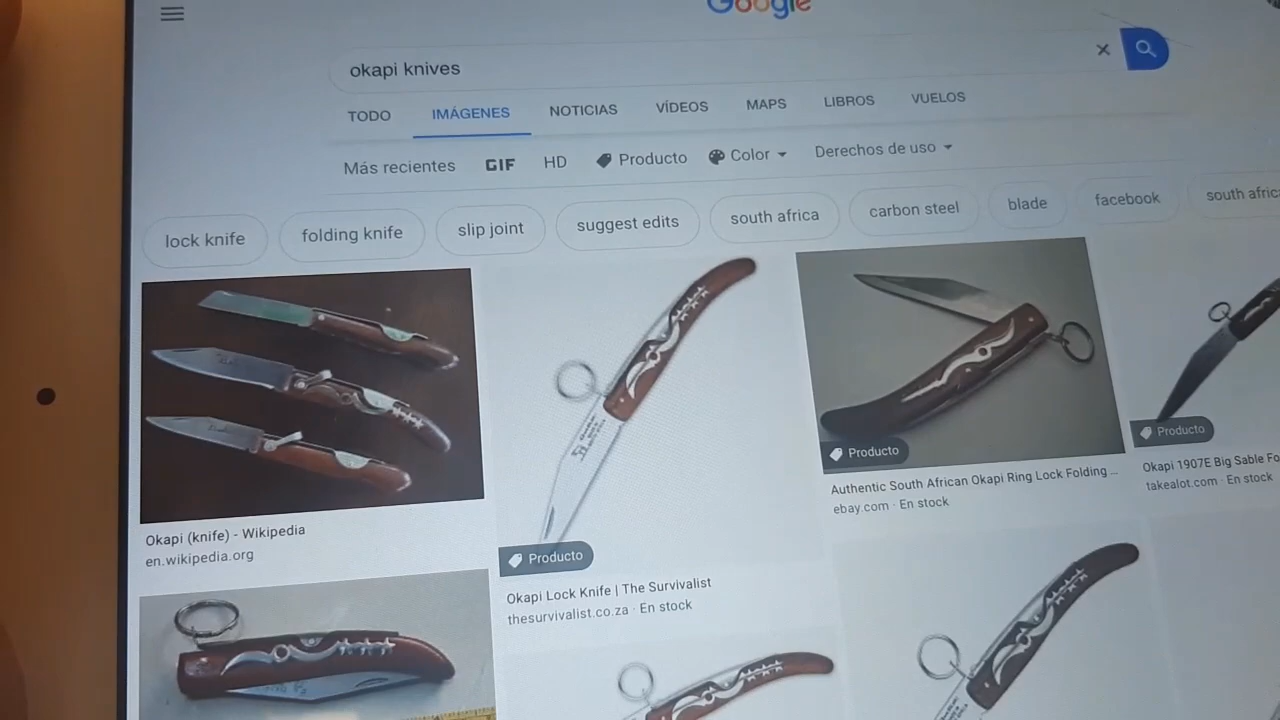 Google
okapi knives
TODO IMÁGENES NOTICIAS VÍDEOS MAPS LIBROS VUELOS
Más recientes GIF HD Producto Color Derechos de uso
lock knife folding knife slip joint suggest edits south africa carbon steel blade facebook south afric
Producto
Producto
Producto
Okapi (knife) - Wikipedia
en.wikipedia.org
Okapi Lock Knife | The Survivalist
thesurvivalist.co.za · En stock
Authentic South African Okapi Ring Lock Folding ...
ebay.com · En stock
Okapi 1907E Big Sable Fo
takealot.com · En stock